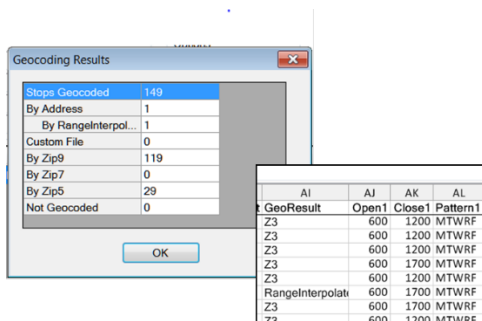 Geocoding Results
Stops Geocoded 149
By Address 1
By RangeInterpol... 1
Custom File 0
By Zip9 119
By Zip7 0
By Zip5 29
Not Geocoded 0
OK
AI AJ AK AL
t GeoResult Open1 Close1 Pattern1
Z3 600 1200 MTWRF
Z3 600 1200 MTWRF
Z3 600 1700 MTWRF
Z3 600 1200 MTWRF
RangeInterpolate 600 1700 MTWRF
Z3 600 1700 MTWRF
Z3 600 1200 MTWRF